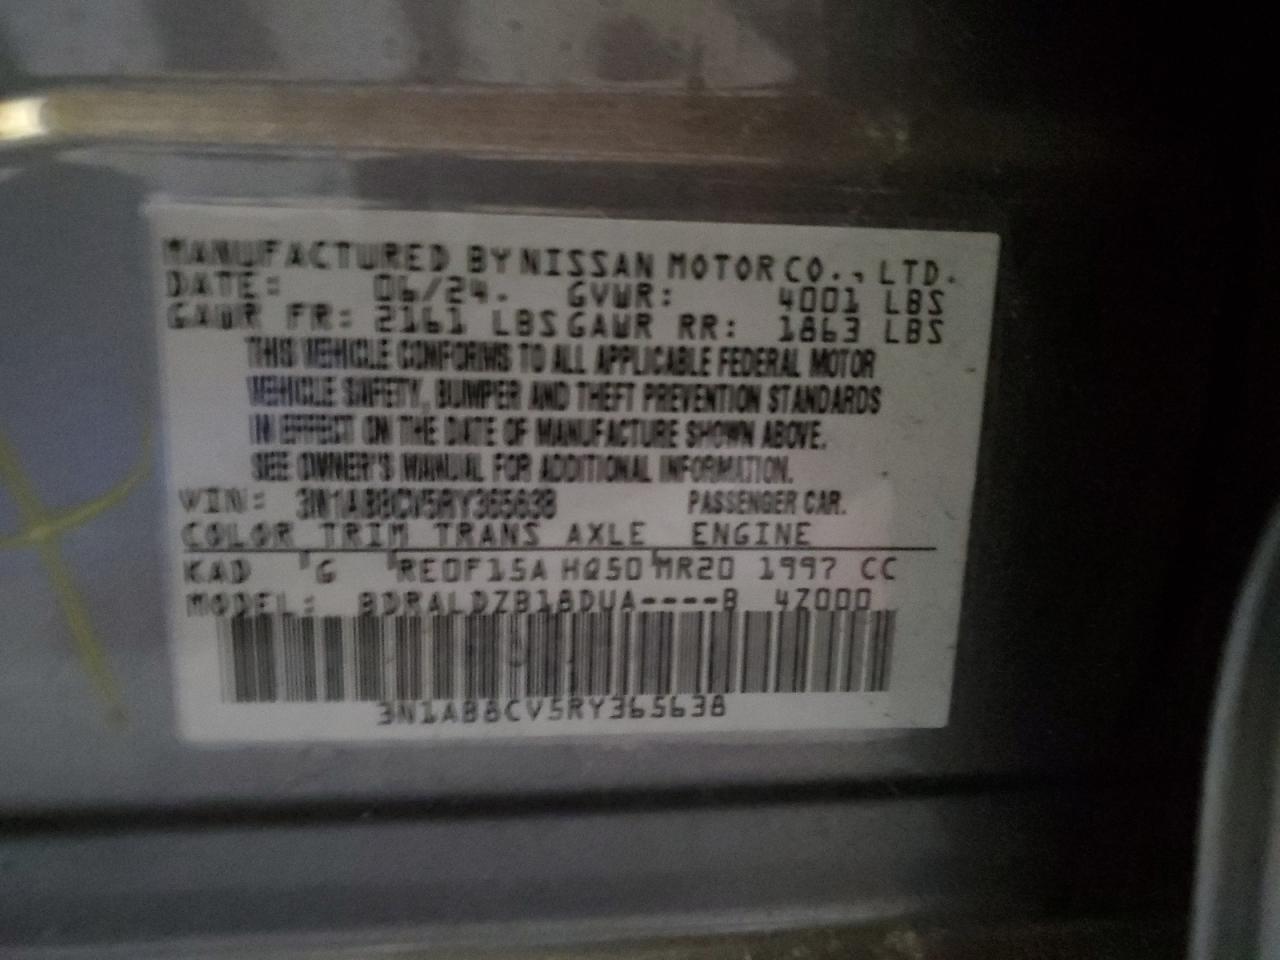 MANUFACTURED BY NISSAN MOTOR CO., LTD.
DATE: 06/24. GVWR: 4001 LBS
GAWR FR: 2161 LBS GAWR RR: 1863 LBS
THIS VEHICLE CONFORMS TO ALL APPLICABLE FEDERAL MOTOR
VEHICLE SAFETY, BUMPER AND THEFT PREVENTION STANDARDS
IN EFFECT ON THE DATE OF MANUFACTURE SHOWN ABOVE.
SEE OWNER'S MANUAL FOR ADDITIONAL INFORMATION.
VIN: 3N1AB8CV5RY365638 PASSENGER CAR.
COLOR TRIM TRANS AXLE ENGINE
KAD G RE0F15A HQ50 MR20 1997 CC
MODEL: BDRALDZB18DUA----B 4Z000
3N1AB8CV5RY365638